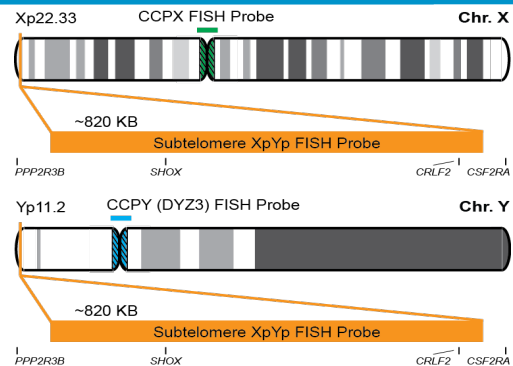 Xp22.33 CCPX FISH Probe Chr. X
~820 KB
Subtelomere XpYp FISH Probe
PPP2R3B SHOX CRLF2 CSF2RA
Yp11.2 CCPY (DYZ3) FISH Probe Chr. Y
~820 KB
Subtelomere XpYp FISH Probe
PPP2R3B SHOX CRLF2 CSF2RA